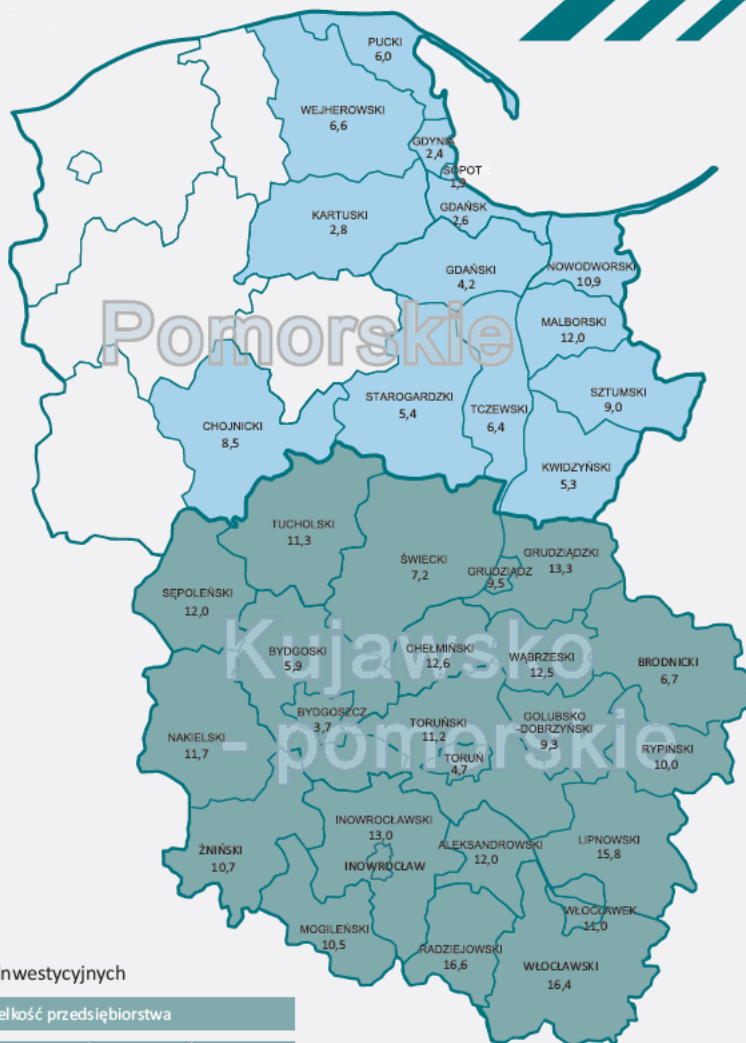 PUCKI
6,0
WEJHEROWSKI
6,6
GDYNIA
2,4
SOPOT
1,9
KARTUSKI
2,8
GDAŃSK
2,6
GDAŃSKI
4,2
NOWODWORSKI
10,9
Pomorskie
MALBORSKI
12,0
STAROGARDZKI
5,4
TCZEWSKI
6,4
SZTUMSKI
9,0
CHOJNICKI
8,5
KWIDZYŃSKI
5,3
TUCHOLSKI
11,3
ŚWIECKI
7,2
GRUDZIĄDZ
9,5
GRUDZIĄDZKI
13,3
SĘPOLEŃSKI
12,0
Kujawsko
- pomorskie
BYDGOSKI
5,9
CHEŁMIŃSKI
12,6
WĄBRZESKI
12,5
BRODNICKI
6,7
NAKIELSKI
11,7
BYDGOSZCZ
3,7
TORUŃSKI
11,2
TORUŃ
4,7
GOLUBSKO
-DOBRZYŃSKI
9,3
RYPIŃSKI
10,0
ŻNIŃSKI
10,7
INOWROCŁAWSKI
13,0
INOWROCŁAW
ALEKSANDROWSKI
12,0
LIPNOWSKI
15,8
WŁOCŁAWEK
11,0
MOGILEŃSKI
10,5
RADZIEJOWSKI
16,6
WŁOCŁAWSKI
16,4
inwestycyjnych
elkość przedsiębiorstwa